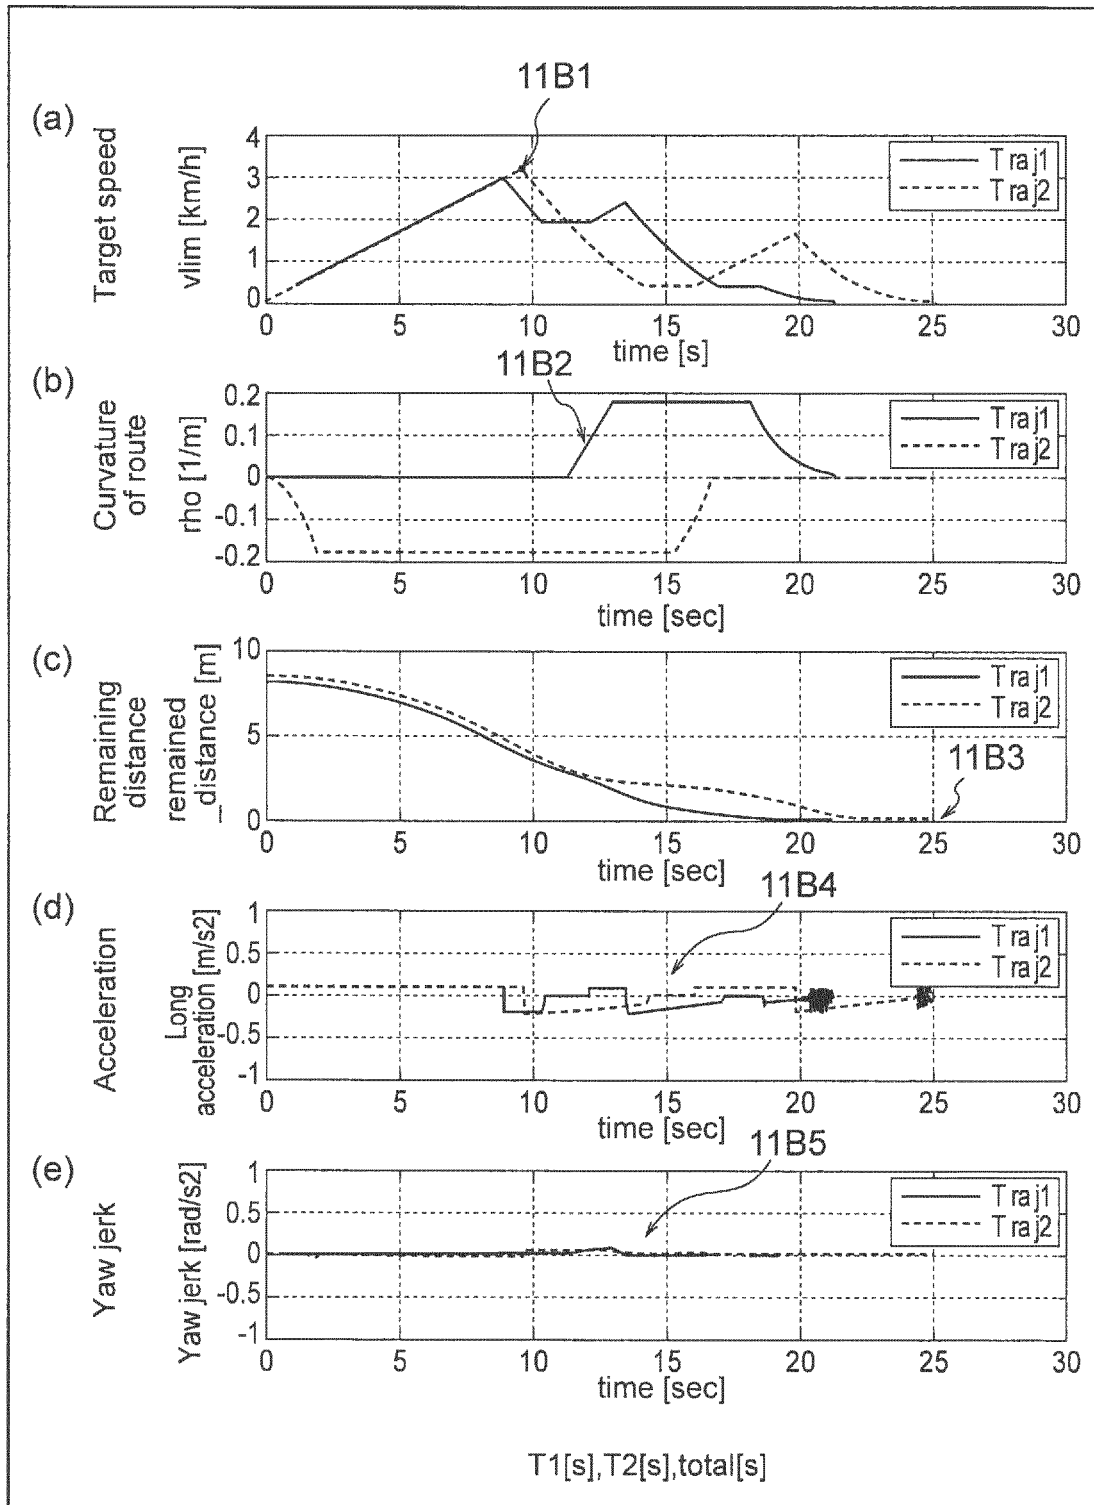 11B1
(a)
Target speed
vlim [km/h]
4
3
2
1
0
Traj1
Traj2
0 5 10 15 20 25 30
time [s]
11B2
(b)
Curvature
of route
rho [1/m]
0.2
0.1
0
-0.1
-0.2
Traj1
Traj2
0 5 10 15 20 25 30
time [sec]
(c)
Remaining
distance
remained
_distance [m]
10
5
0
Traj1
Traj2
11B3
0 5 10 15 20 25 30
time [sec]
11B4
(d)
Acceleration
Long
acceleration [m/s2]
1
0.5
0
-0.5
-1
Traj1
Traj2
0 5 10 15 20 25 30
time [sec]
11B5
(e)
Yaw jerk
Yaw jerk [rad/s2]
1
0.5
0
-0.5
-1
Traj1
Traj2
0 5 10 15 20 25 30
time [sec]
T1[s],T2[s],total[s]